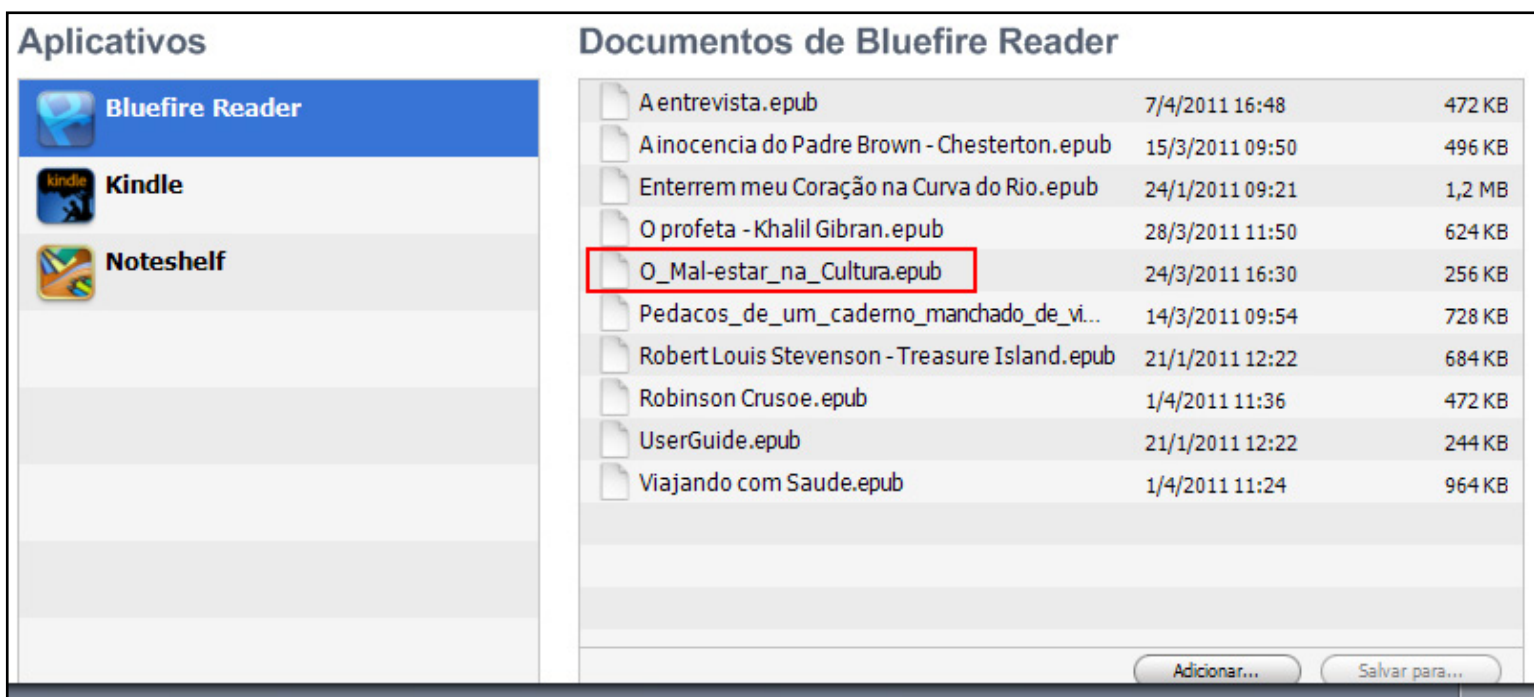 Aplicativos
Bluefire Reader
kindle
Kindle
Noteshelf
Documentos de Bluefire Reader
A entrevista.epub 7/4/2011 16:48 472 KB
A inocencia do Padre Brown - Chesterton.epub 15/3/2011 09:50 496 KB
Enterrem meu Coração na Curva do Rio.epub 24/1/2011 09:21 1,2 MB
O profeta - Khalil Gibran.epub 28/3/2011 11:50 624 KB
O_Mal-estar_na_Cultura.epub 24/3/2011 16:30 256 KB
Pedacos_de_um_caderno_manchado_de_vi... 14/3/2011 09:54 728 KB
Robert Louis Stevenson - Treasure Island.epub 21/1/2011 12:22 684 KB
Robinson Crusoe.epub 1/4/2011 11:36 472 KB
UserGuide.epub 21/1/2011 12:22 244 KB
Viajando com Saude.epub 1/4/2011 11:24 964 KB
Adicionar... Salvar para...